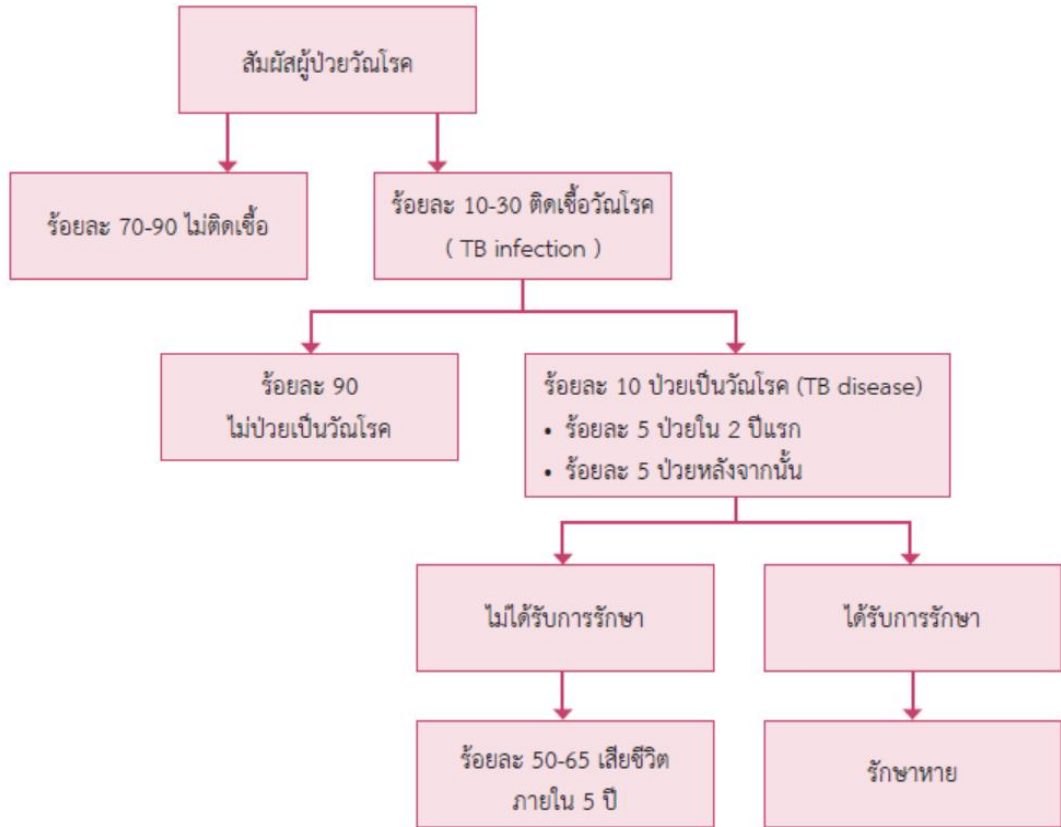 สัมผัสผู้ป่วยวัณโรค
ร้อยละ 70-90 ไม่ติดเชื้อ
ร้อยละ 10-30 ติดเชื้อวัณโรค
( TB infection )
ร้อยละ 90
ไม่ป่วยเป็นวัณโรค
ร้อยละ 10 ป่วยเป็นวัณโรค (TB disease)
• ร้อยละ 5 ป่วยใน 2 ปีแรก
• ร้อยละ 5 ป่วยหลังจากนั้น
ไม่ได้รับการรักษา
ได้รับการรักษา
ร้อยละ 50-65 เสียชีวิต
ภายใน 5 ปี
รักษาหาย